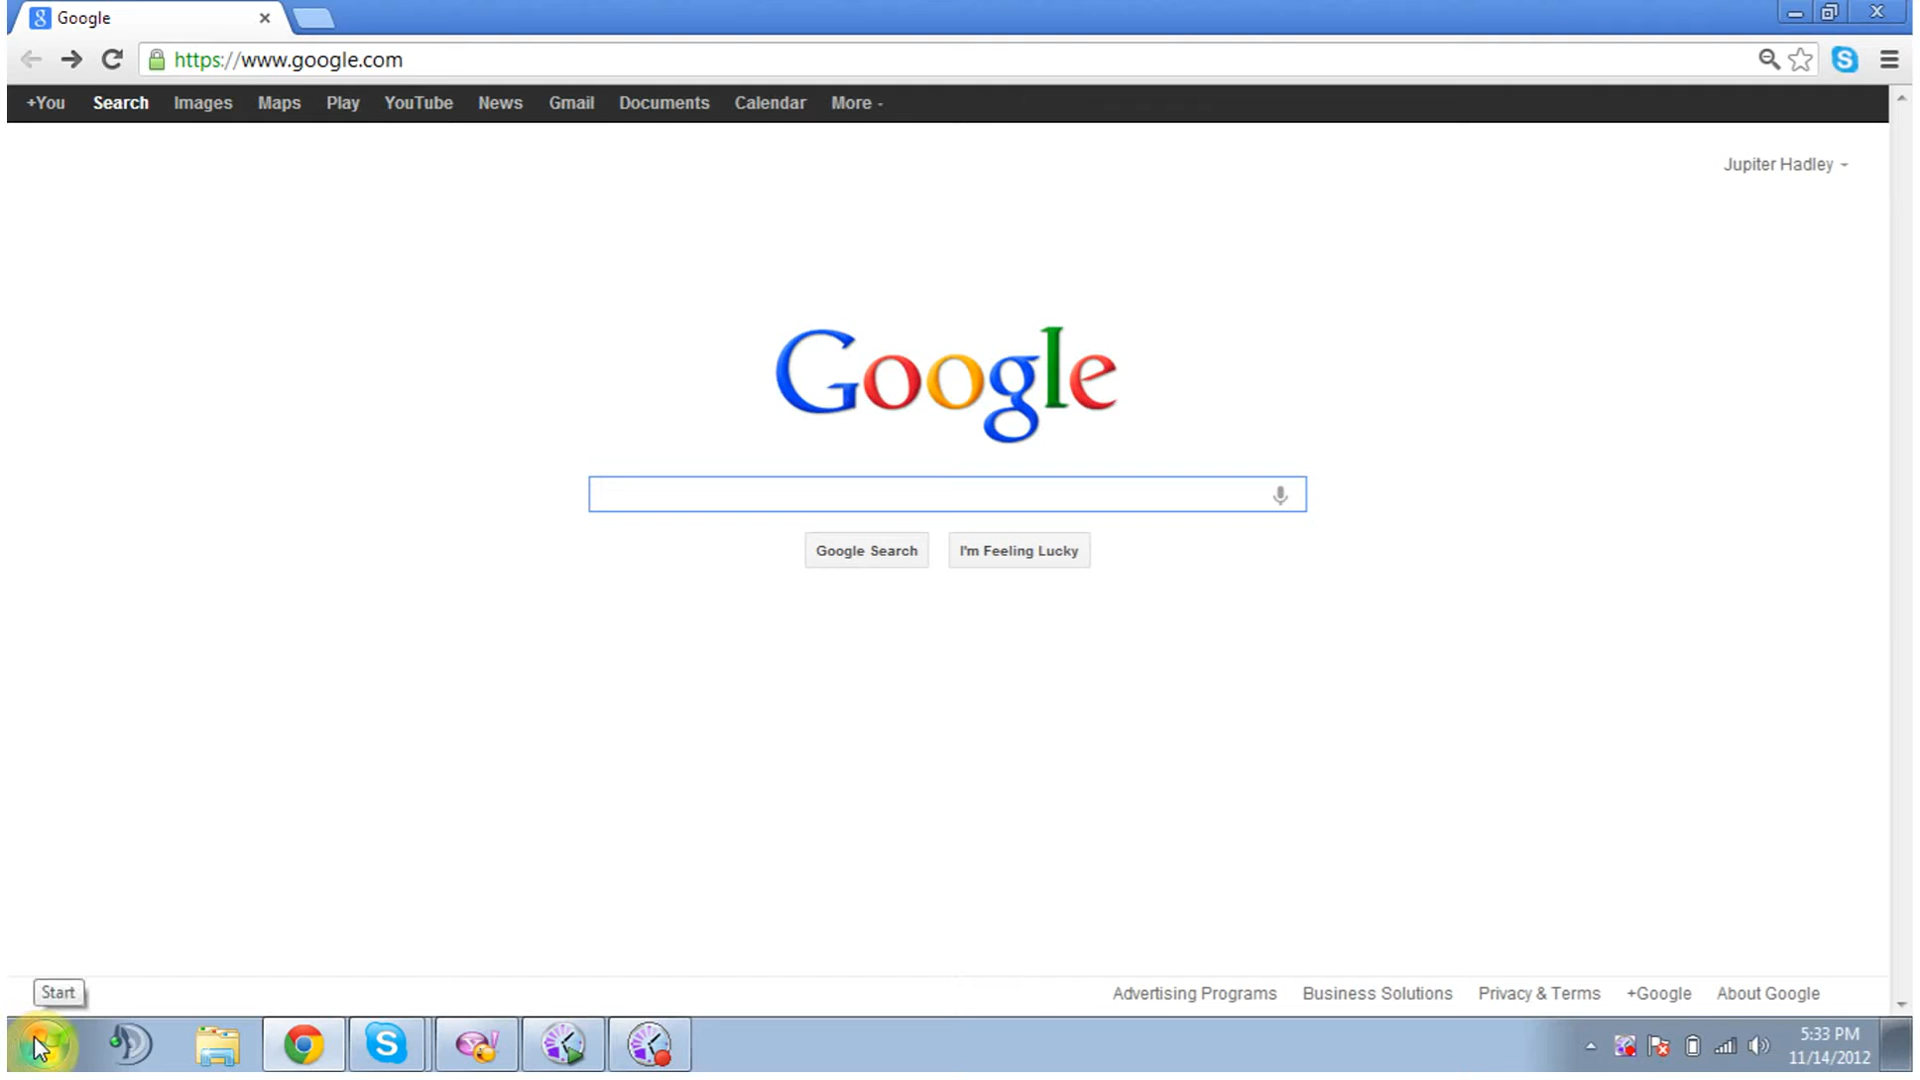 Google
https://www.google.com
+You Search Images Maps Play YouTube News Gmail Documents Calendar More
Jupiter Hadley
Google
Google Search I'm Feeling Lucky
Start
Advertising Programs Business Solutions Privacy & Terms +Google About Google
5:33 PM
11/14/2012